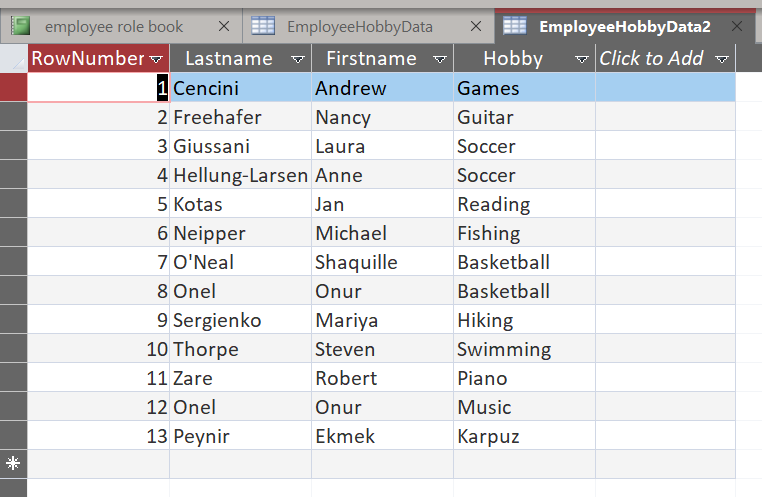 employee role book EmployeeHobbyData EmployeeHobbyData2
RowNumber Lastname Firstname Hobby Click to Add
1 Cencini Andrew Games
2 Freehafer Nancy Guitar
3 Giussani Laura Soccer
4 Hellung-Larsen Anne Soccer
5 Kotas Jan Reading
6 Neipper Michael Fishing
7 O'Neal Shaquille Basketball
8 Onel Onur Basketball
9 Sergienko Mariya Hiking
10 Thorpe Steven Swimming
11 Zare Robert Piano
12 Onel Onur Music
13 Peynir Ekmek Karpuz